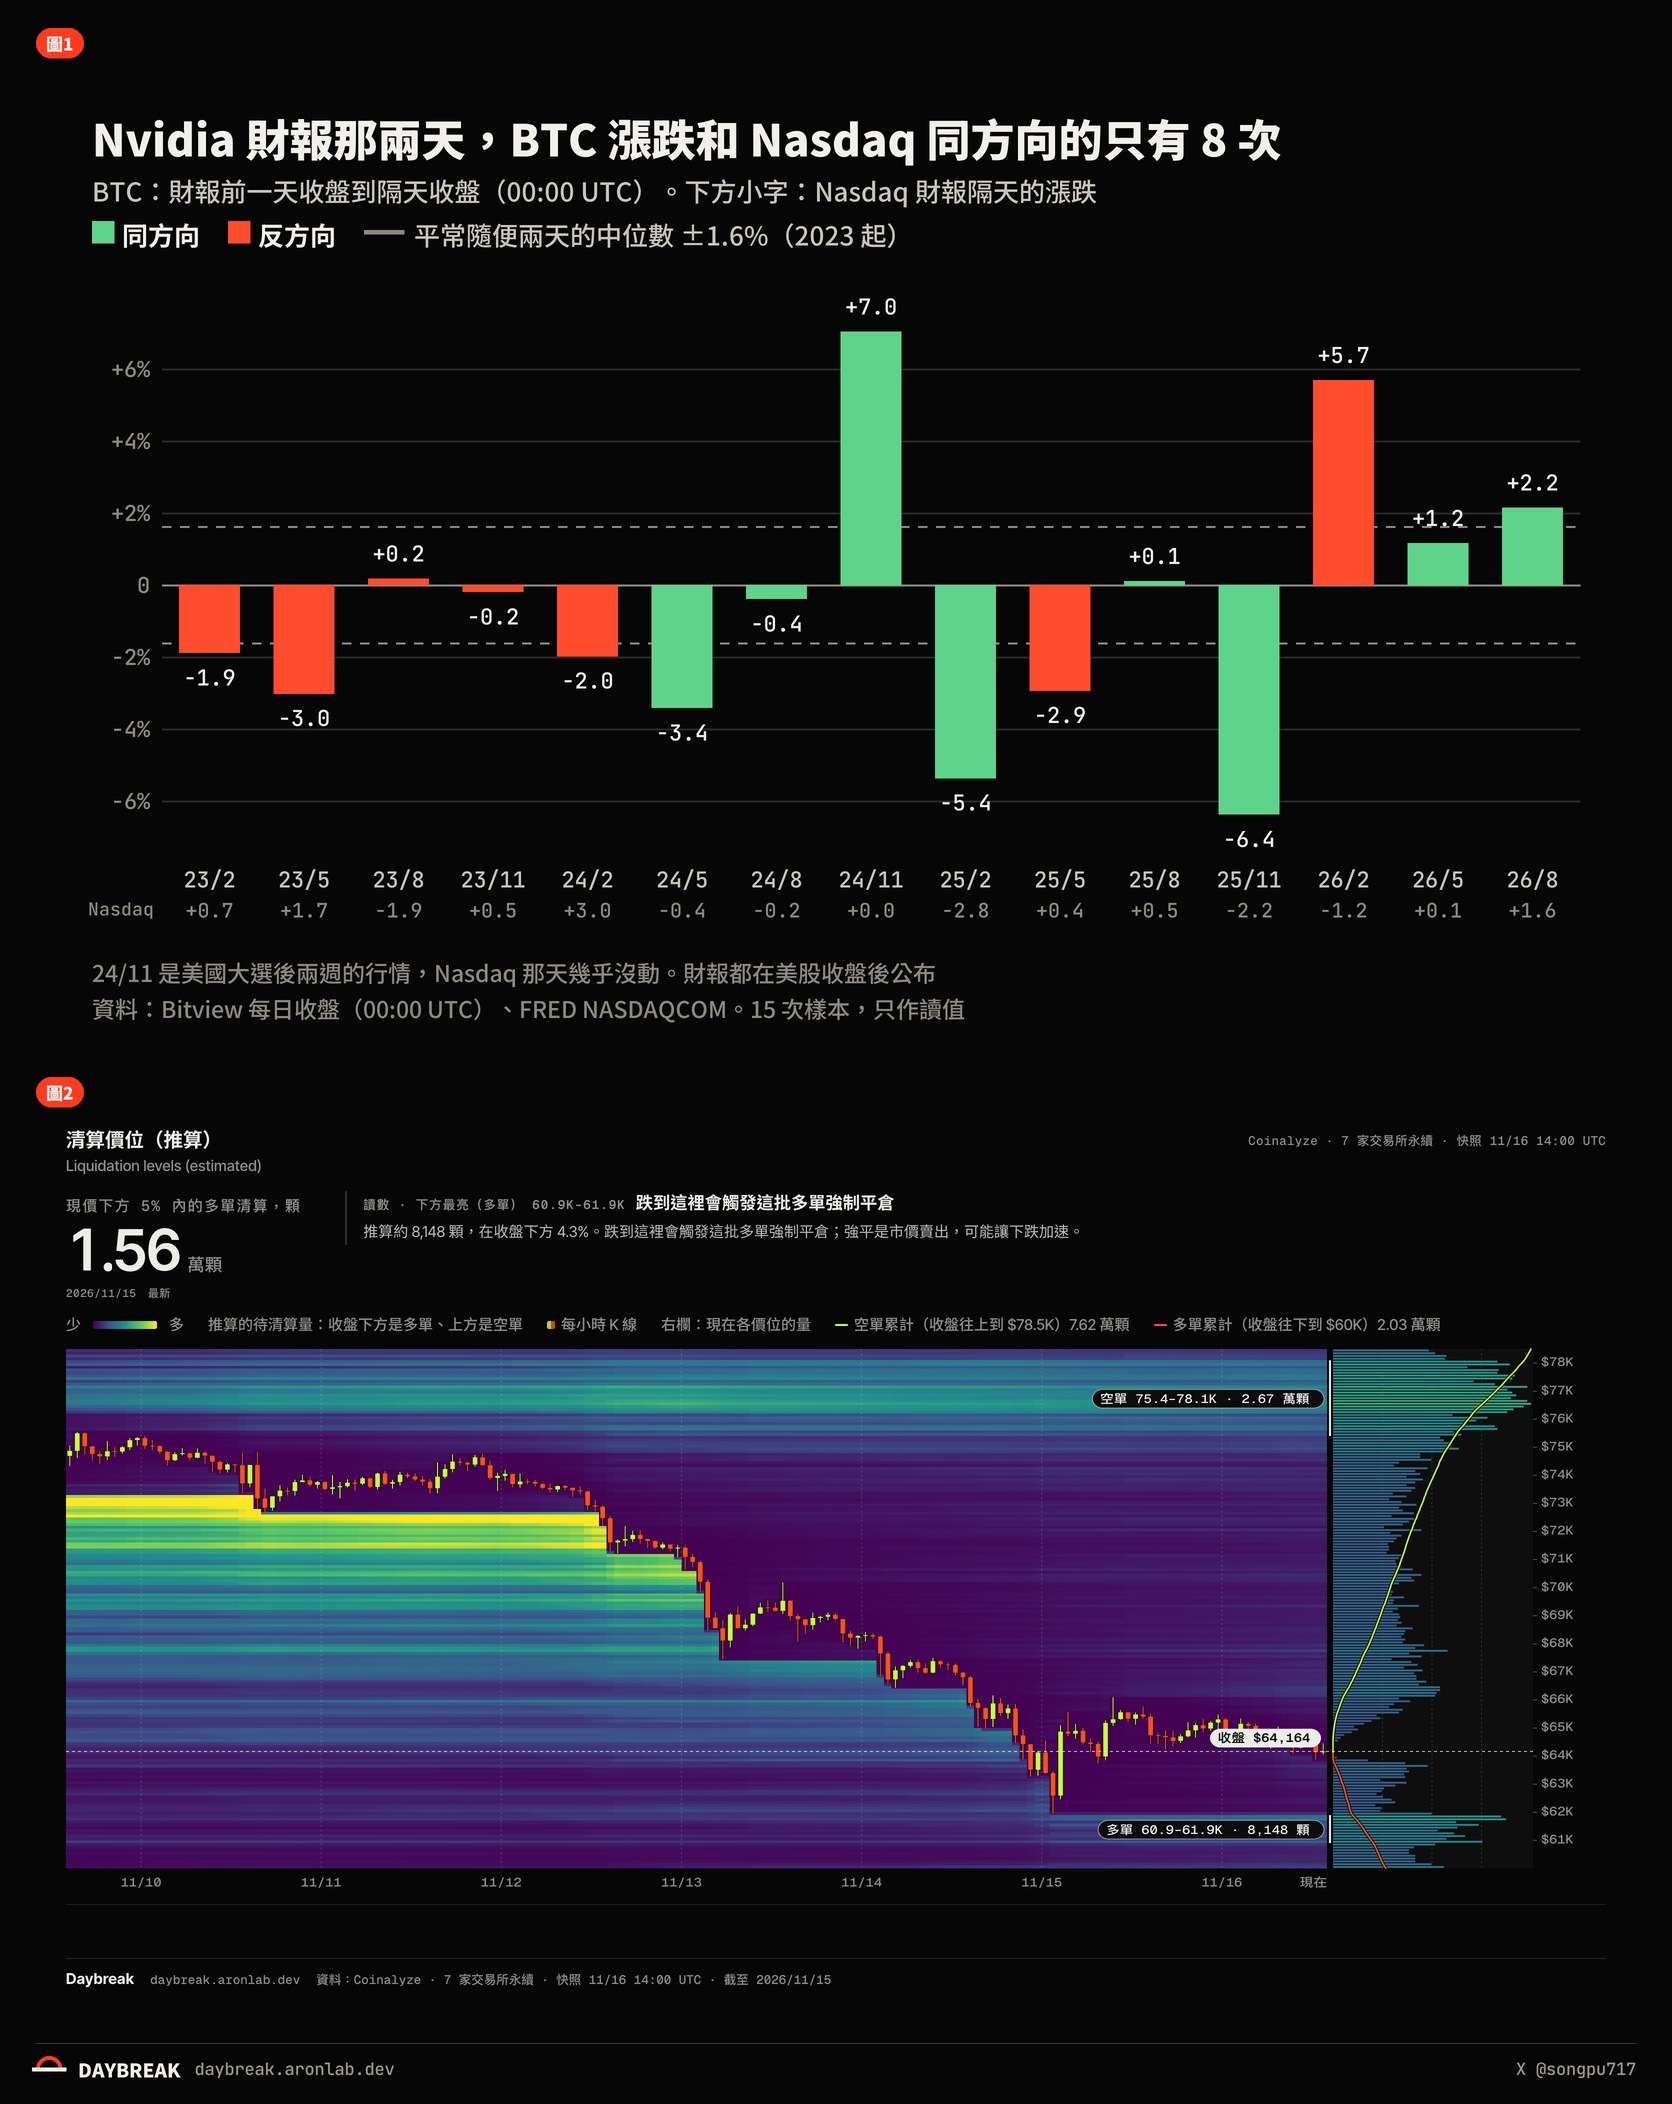 圖1
Nvidia 財報那兩天，BTC 漲跌和 Nasdaq 同方向的只有 8 次
BTC：財報前一天收盤到隔天收盤（00:00 UTC）。下方小字：Nasdaq 財報隔天的漲跌
同方向 反方向 平常隨便兩天的中位數 ±1.6%（2023 起）
+7.0
+5.7
+6%
+4%
+2.2
+2%
+1.2
+0.2
+0.1
0
-0.2
-0.4
-2%
-1.9
-2.0
-3.0
-2.9
-3.4
-4%
-5.4
-6%
-6.4
23/2 23/5 23/8 23/11 24/2 24/5 24/8 24/11 25/2 25/5 25/8 25/11 26/2 26/5 26/8
Nasdaq +0.7 +1.7 -1.9 +0.5 +3.0 -0.4 -0.2 +0.0 -2.8 +0.4 +0.5 -2.2 -1.2 +0.1 +1.6
24/11 是美國大選後兩週的行情，Nasdaq 那天幾乎沒動。財報都在美股收盤後公布
資料：Bitview 每日收盤（00:00 UTC）、FRED NASDAQCOM。15 次樣本，只作讀值
圖2
清算價位（推算）
Coinalyze · 7 家交易所永續 · 快照 11/16 14:00 UTC
Liquidation levels (estimated)
現價下方 5% 內的多單清算，顆
1.56 萬顆
2026/11/15 最新
讀數 · 下方最亮（多單） 60.9K–61.9K 跌到這裡會觸發這批多單強制平倉
推算約 8,148 顆，在收盤下方 4.3%。跌到這裡會觸發這批多單強制平倉；強平是市價賣出，可能讓下跌加速。
少 多 推算的待清算量：收盤下方是多單、上方是空單 每小時 K 線 右欄：現在各價位的量 空單累計（收盤往上到 $78.5K）7.62 萬顆 多單累計（收盤往下到 $60K）2.03 萬顆
$78K
$77K
空單 75.4–78.1K · 2.67 萬顆
$76K
$75K
$74K
$73K
$72K
$71K
$70K
$69K
$68K
$67K
$66K
$65K
收盤 $64,164
$64K
$63K
$62K
多單 60.9–61.9K · 8,148 顆
$61K
11/10 11/11 11/12 11/13 11/14 11/15 11/16 現在
Daybreak daybreak.aronlab.dev 資料：Coinalyze · 7 家交易所永續 · 快照 11/16 14:00 UTC · 截至 2026/11/15
DAYBREAK daybreak.aronlab.dev
X @songpu717